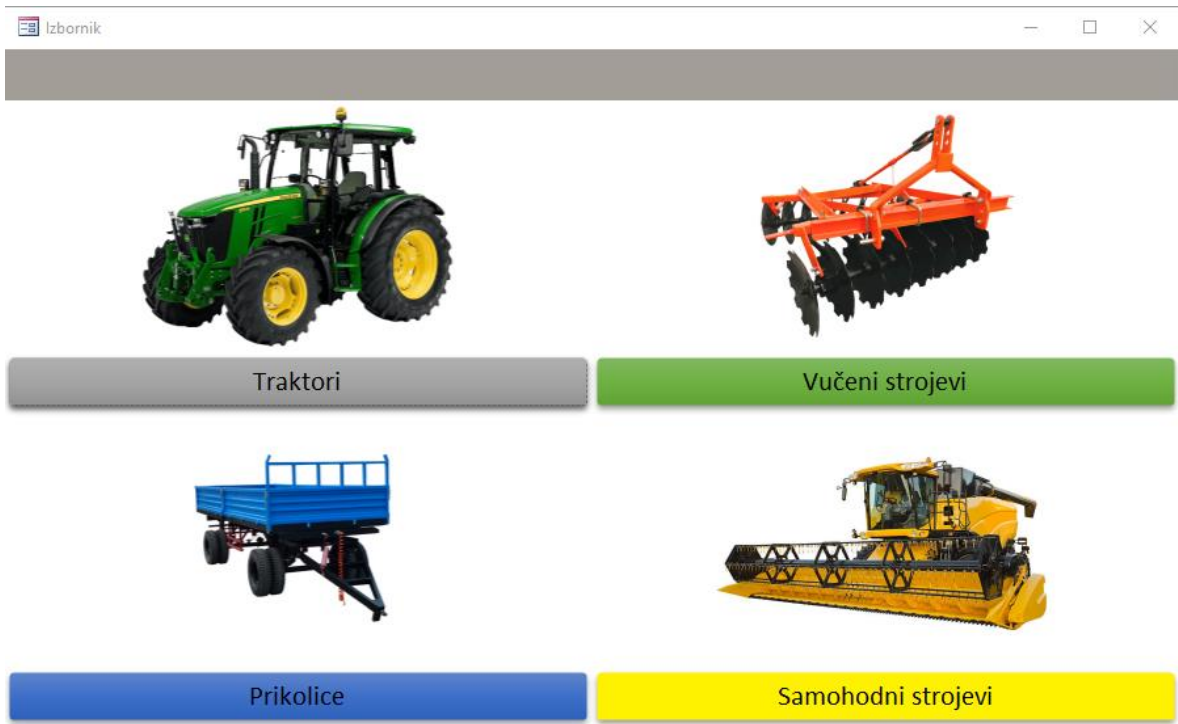 Izbornik
Traktori
Vučeni strojevi
Prikolice
Samohodni strojevi